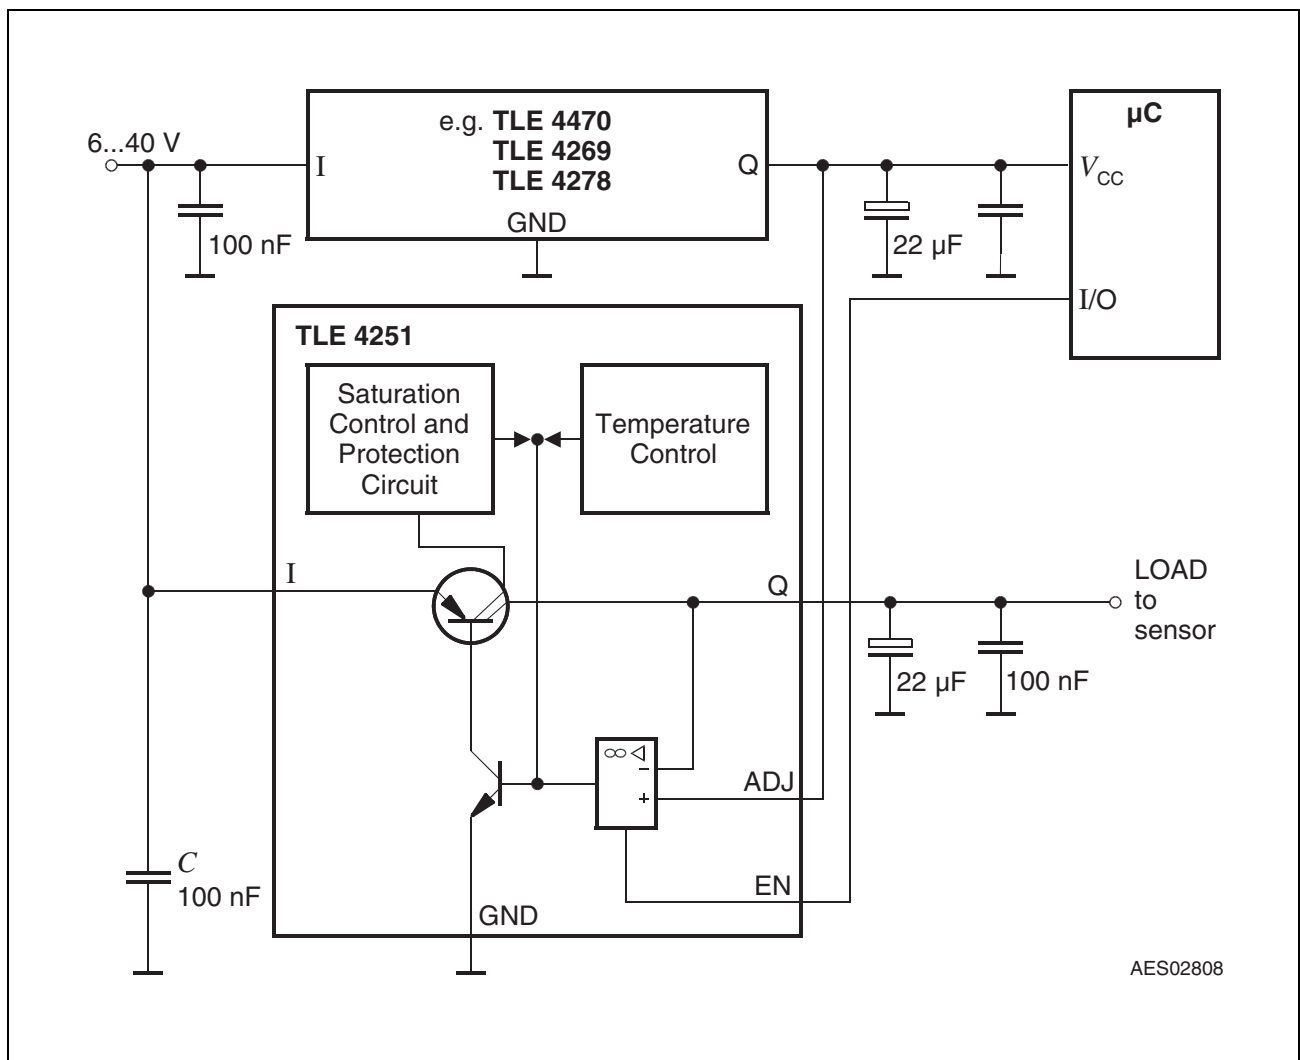 e.g. TLE 4470
TLE 4269
TLE 4278
µC
6...40 V
I
Q
V_CC
GND
100 nF
22 µF
I/O
TLE 4251
Saturation
Control and
Protection
Circuit
Temperature
Control
I
Q
LOAD
to
sensor
22 µF
100 nF
∞ ◁
−
+
ADJ
C
100 nF
EN
GND
AES02808